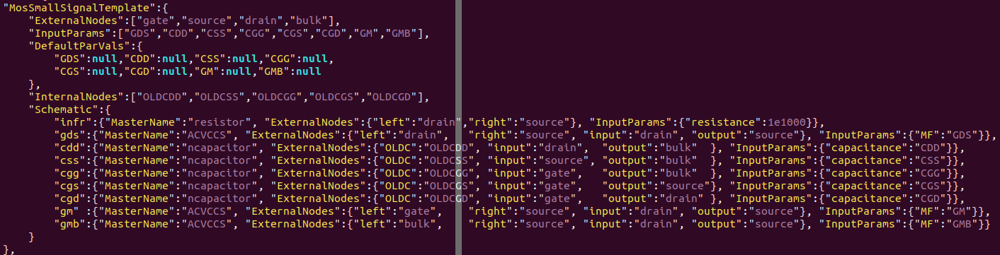 "MosSmallSignalTemplate":{
    "ExternalNodes":["gate","source","drain","bulk"],
    "InputParams":["GDS","CDD","CSS","CGG","CGS","CGD","GM","GMB"],
    "DefaultParVals":{
        "GDS":null,"CDD":null,"CSS":null,"CGG":null,
        "CGS":null,"CGD":null,"GM":null,"GMB":null
    },
    "InternalNodes":["OLDCDD","OLDCSS","OLDCGG","OLDCGS","OLDCGD"],
    "Schematic":{
        "infr":{"MasterName":"resistor", "ExternalNodes":{"left":"drain","right":"source"}, "InputParams":{"resistance":1e1000}},
        "gds":{"MasterName":"ACVCCS", "ExternalNodes":{"left":"drain",   "right":"source", "input":"drain", "output":"source"}, "InputParams":{"MF":"GDS"}},
        "cdd":{"MasterName":"ncapacitor", "ExternalNodes":{"OLDC":"OLDCDD", "input":"drain",  "output":"bulk"  }, "InputParams":{"capacitance":"CDD"}},
        "css":{"MasterName":"ncapacitor", "ExternalNodes":{"OLDC":"OLDCSS", "input":"source", "output":"bulk"  }, "InputParams":{"capacitance":"CSS"}},
        "cgg":{"MasterName":"ncapacitor", "ExternalNodes":{"OLDC":"OLDCGG", "input":"gate",   "output":"bulk"  }, "InputParams":{"capacitance":"CGG"}},
        "cgs":{"MasterName":"ncapacitor", "ExternalNodes":{"OLDC":"OLDCGS", "input":"gate",   "output":"source"}, "InputParams":{"capacitance":"CGS"}},
        "cgd":{"MasterName":"ncapacitor", "ExternalNodes":{"OLDC":"OLDCGD", "input":"gate",   "output":"drain" }, "InputParams":{"capacitance":"CGD"}},
        "gm" :{"MasterName":"ACVCCS", "ExternalNodes":{"left":"gate",    "right":"source", "input":"drain", "output":"source"}, "InputParams":{"MF":"GM"}},
        "gmb":{"MasterName":"ACVCCS", "ExternalNodes":{"left":"bulk",    "right":"source", "input":"drain", "output":"source"}, "InputParams":{"MF":"GMB"}}
    }
},